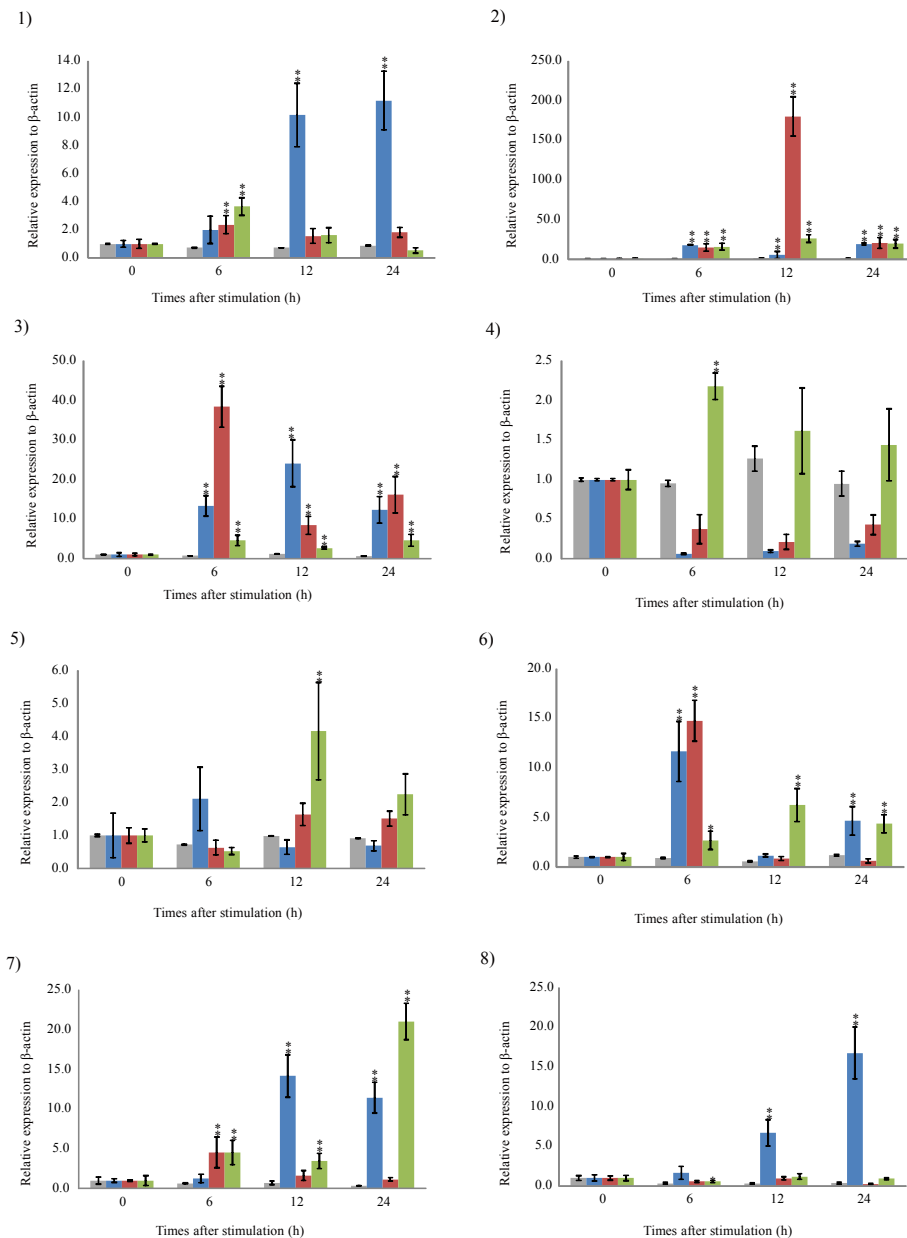 1)
Relative expression to β-actin
14.0
12.0
10.0
8.0
6.0
4.0
2.0
0.0
** ** ** **
0 6 12 24
Times after stimulation (h)
2)
Relative expression to β-actin
250.0
200.0
150.0
100.0
50.0
0.0
** ** ** ** ** ** ** ** **
0 6 12 24
Times after stimulation (h)
3)
Relative expression to β-actin
50.0
40.0
30.0
20.0
10.0
0.0
** ** ** ** ** ** ** ** **
0 6 12 24
Times after stimulation (h)
4)
Relative expression to β-actin
2.5
2.0
1.5
1.0
0.5
0.0
**
0 6 12 24
Times after stimulation (h)
5)
Relative expression to β-actin
6.0
5.0
4.0
3.0
2.0
1.0
0.0
**
0 6 12 24
Times after stimulation (h)
6)
Relative expression to β-actin
20.0
15.0
10.0
5.0
0.0
** ** * ** ** **
0 6 12 24
Times after stimulation (h)
7)
Relative expression to β-actin
25.0
20.0
15.0
10.0
5.0
0.0
** ** ** ** ** **
0 6 12 24
Times after stimulation (h)
8)
Relative expression to β-actin
25.0
20.0
15.0
10.0
5.0
0.0
* ** **
0 6 12 24
Times after stimulation (h)